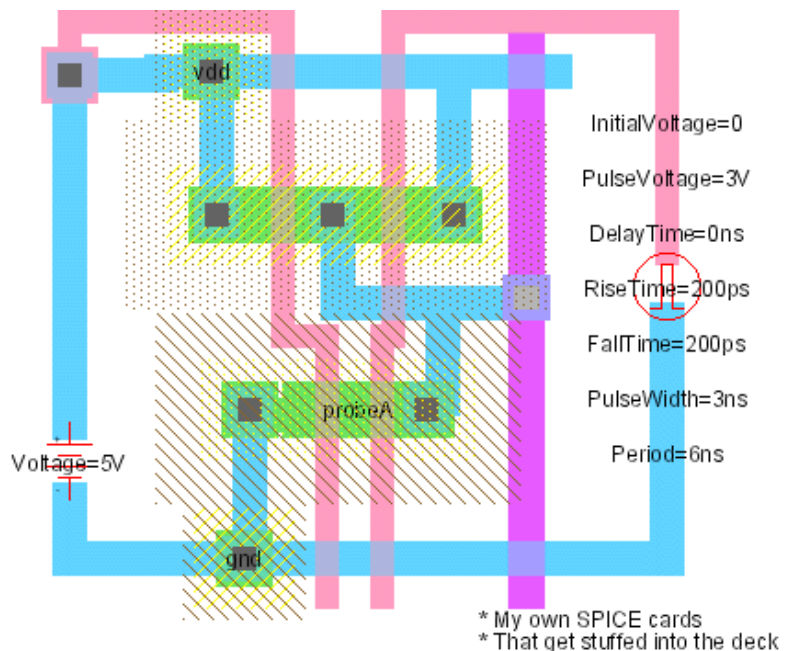 vdd
InitialVoltage=0
PulseVoltage=3V
DelayTime=0ns
RiseTime=200ps
FallTime=200ps
probeA
PulseWidth=3ns
Voltage=5V
Period=6ns
gnd
* My own SPICE cards
* That get stuffed into the deck